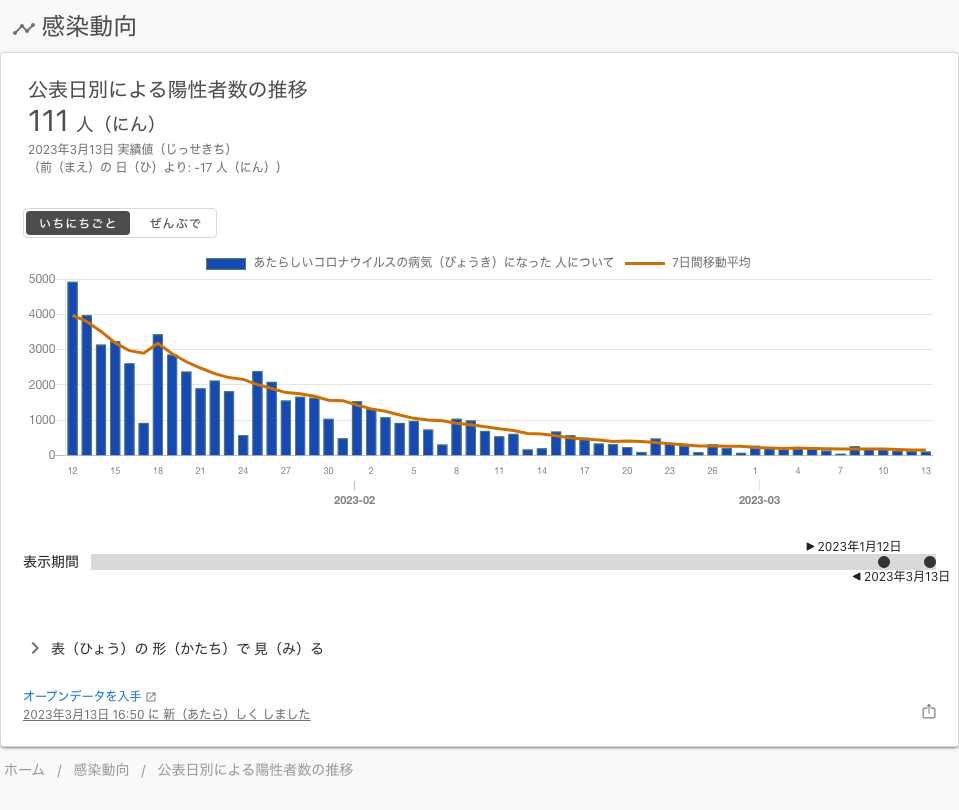 感染動向
公表日別による陽性者数の推移
111 人（にん）
2023年3月13日 実績値（じっせきち）
（前（まえ）の 日（ひ）より: -17 人（にん））
いちにちごと ぜんぶで
あたらしいコロナウイルスの病気（びょうき）になった 人について 7日間移動平均
5000
4000
3000
2000
1000
0
12 15 18 21 24 27 30 2 5 8 11 14 17 20 23 26 1 4 7 10 13
2023-02 2023-03
2023年1月12日
表示期間
2023年3月13日
表（ひょう）の 形（かたち）で 見（み）る
オープンデータを入手
2023年3月13日 16:50 に 新（あたら）しく しました
ホーム / 感染動向 / 公表日別による陽性者数の推移